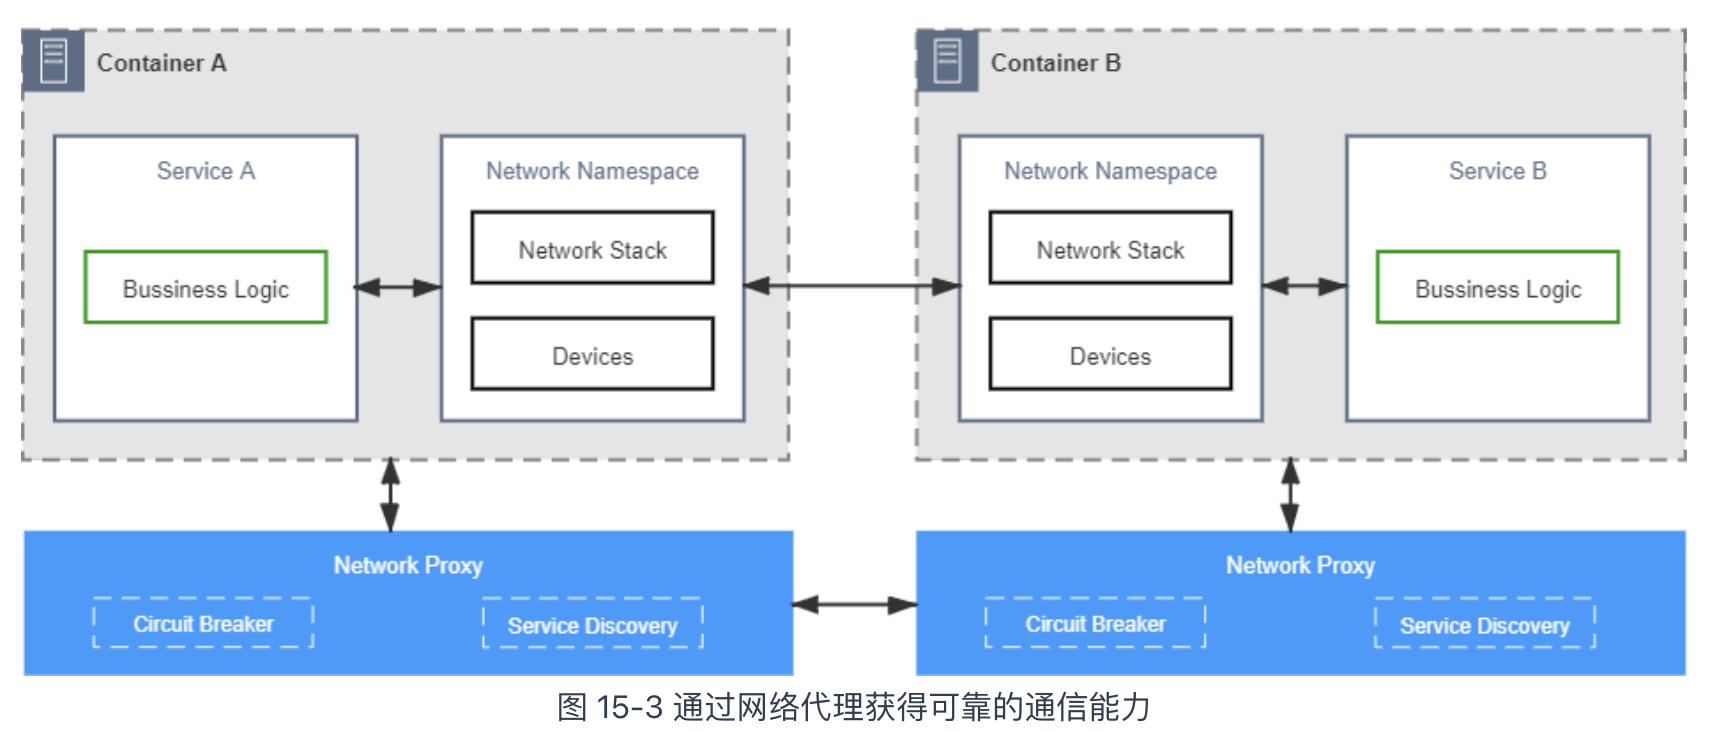 Container A
Service A
Bussiness Logic
Network Namespace
Network Stack
Devices
Container B
Network Namespace
Network Stack
Devices
Service B
Bussiness Logic
Network Proxy
Circuit Breaker
Service Discovery
Network Proxy
Circuit Breaker
Service Discovery
图 15-3 通过网络代理获得可靠的通信能力